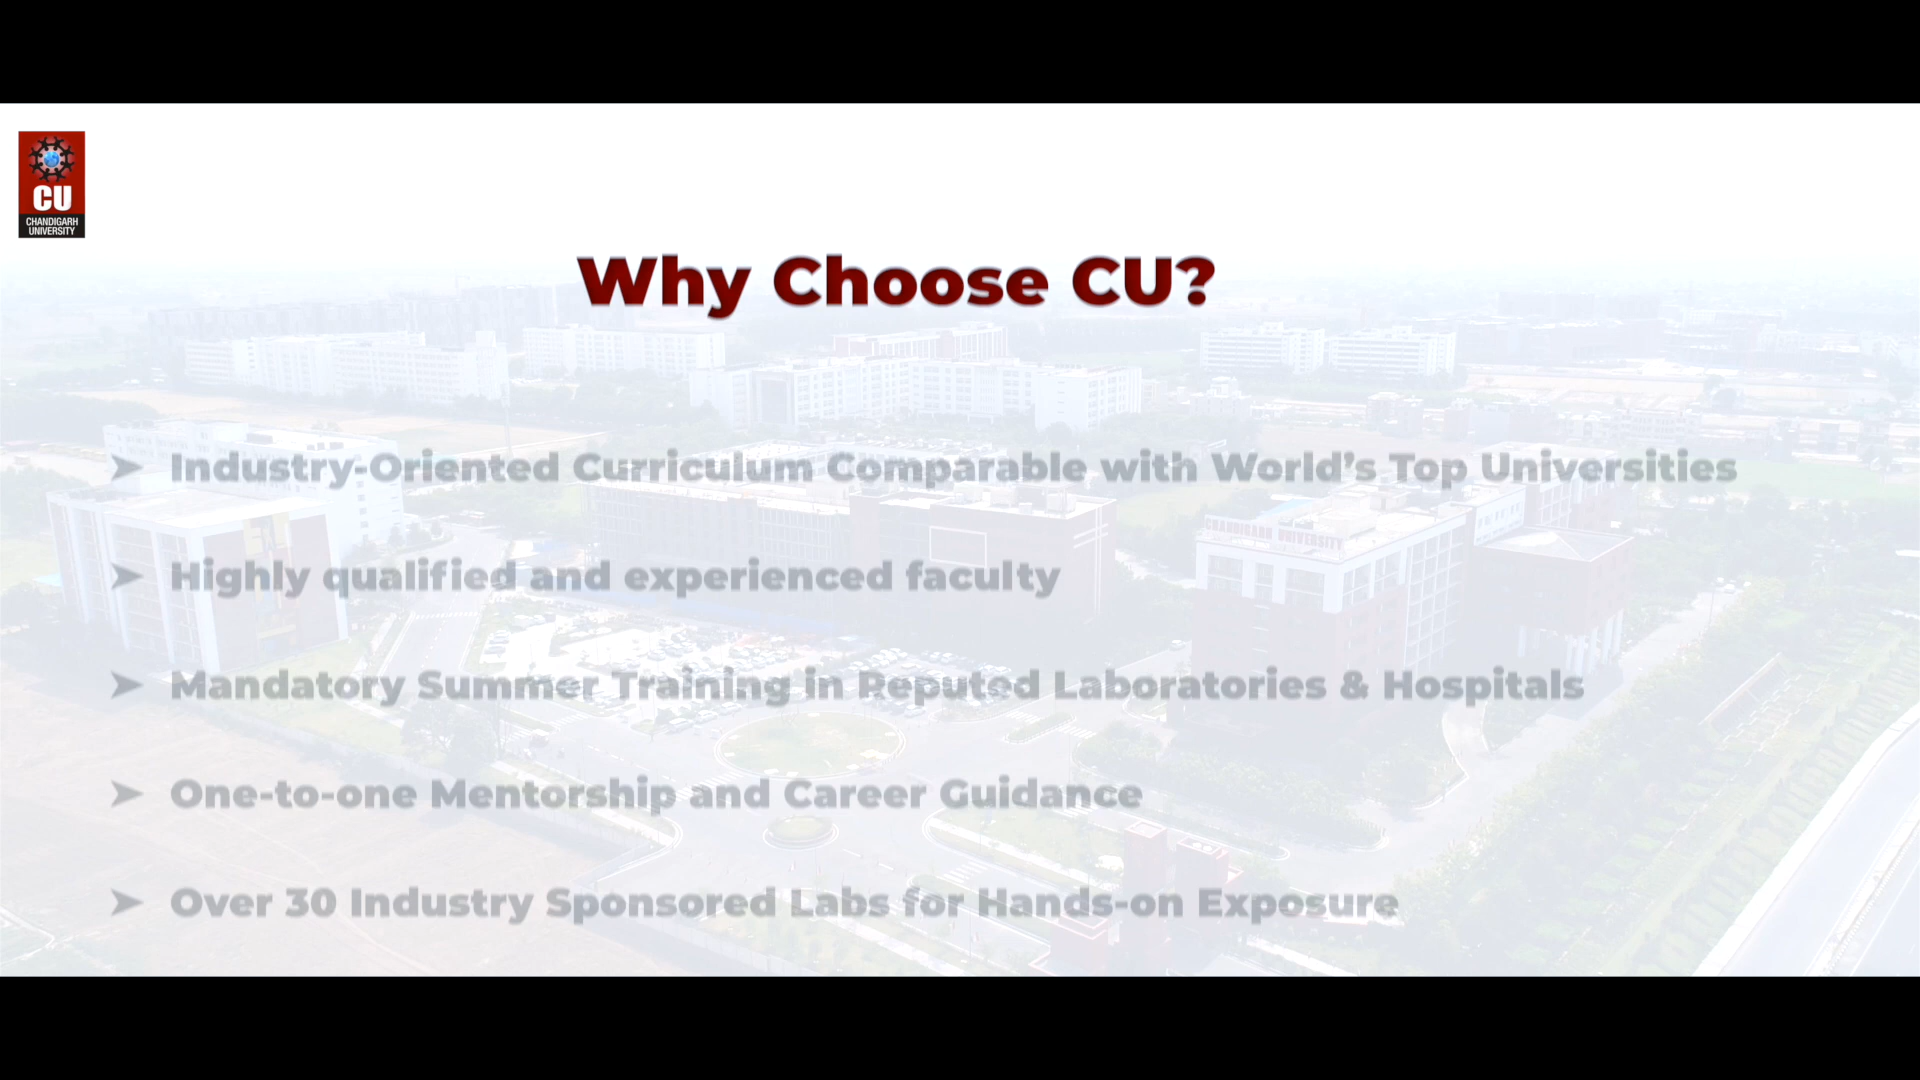 CU
CHANDIGARH
UNIVERSITY
Why Choose CU?
➤ Industry-Oriented Curriculum Comparable with World’s Top Universities
CHANDIGARH UNIVERSITY
➤ Highly qualified and experienced faculty
➤ Mandatory Summer Training in Reputed Laboratories & Hospitals
➤ One-to-one Mentorship and Career Guidance
➤ Over 30 Industry Sponsored Labs for Hands-on Exposure